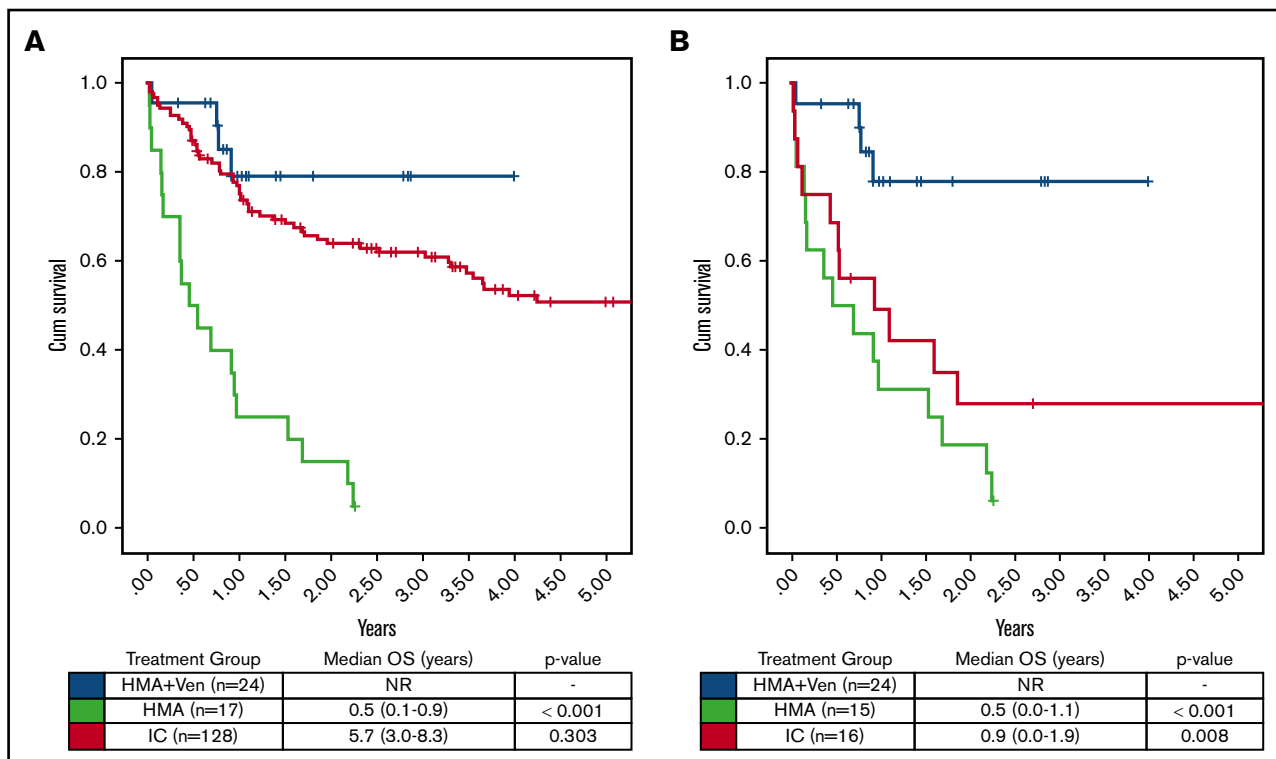 A
1.0
0.8
0.6
0.4
0.2
0.0
Cum survival
.00 .50 1.00 1.50 2.00 2.50 3.00 3.50 4.00 4.50 5.00
Years
Treatment Group Median OS (years) p-value
HMA+Ven (n=24) NR -
HMA (n=17) 0.5 (0.1-0.9) < 0.001
IC (n=128) 5.7 (3.0-8.3) 0.303
B
1.0
0.8
0.6
0.4
0.2
0.0
Cum survival
.00 .50 1.00 1.50 2.00 2.50 3.00 3.50 4.00 4.50 5.00
Years
Treatment Group Median OS (years) p-value
HMA+Ven (n=24) NR -
HMA (n=15) 0.5 (0.0-1.1) < 0.001
IC (n=16) 0.9 (0.0-1.9) 0.008